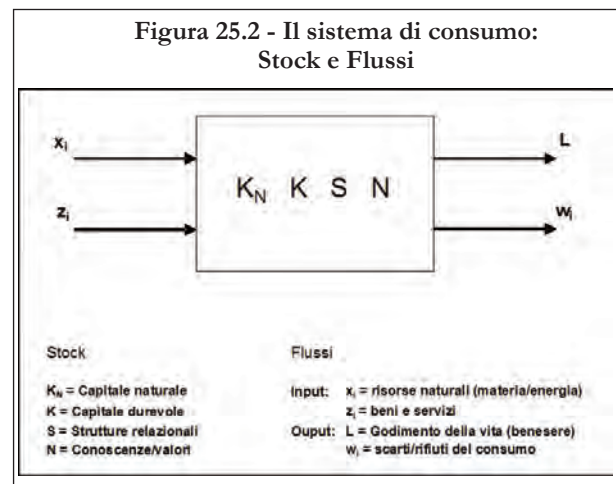 Figura 25.2 - Il sistema di consumo:
Stock e Flussi
xi L
KN K S N
zi wi
Stock Flussi
KN = Capitale naturale Input: xi = risorse naturali (materia/energia)
K = Capitale durevole zi = beni e servizi
S = Strutture relazionali Ouput: L = Godimento della vita (benesere)
N = Conoscenze/valori wi = scarti/rifiuti del consumo